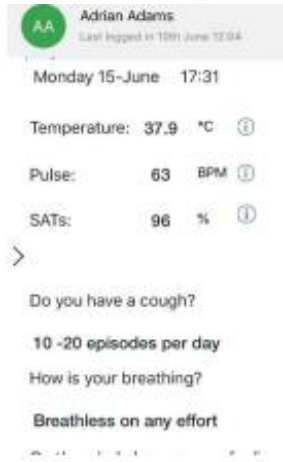 AA
Adrian Adams
Last logged in 19th June 12:04
Monday 15-June 17:31
Temperature: 37.9 °C
Pulse: 63 BPM
SATs: 96 %
Do you have a cough?
10 -20 episodes per day
How is your breathing?
Breathless on any effort